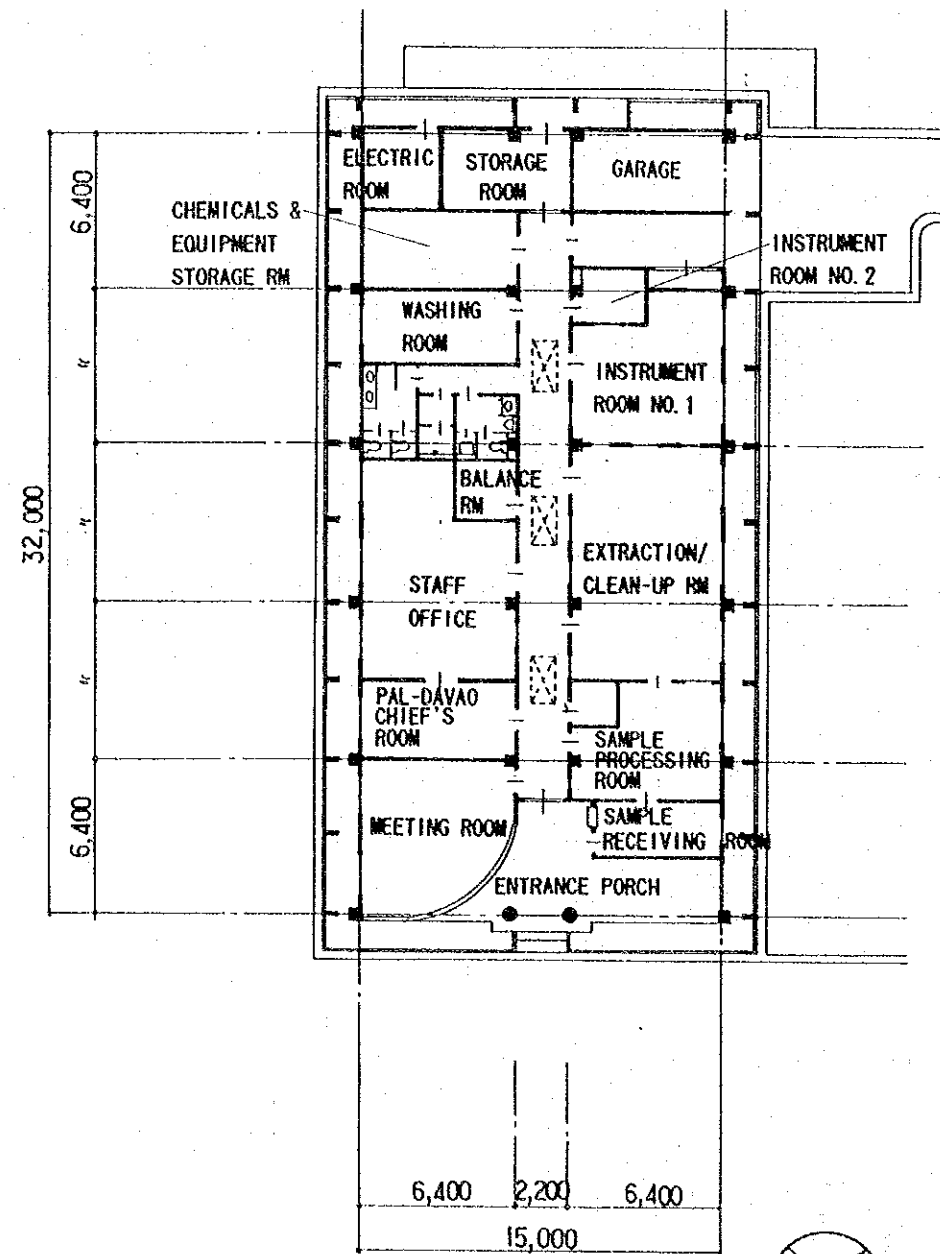 ELECTRIC
ROOM
STORAGE
ROOM
GARAGE
CHEMICALS &
EQUIPMENT
STORAGE RM
INSTRUMENT
ROOM NO. 2
WASHING
ROOM
INSTRUMENT
ROOM NO. 1
BALANCE
RM
EXTRACTION/
CLEAN-UP RM
STAFF
OFFICE
PAL-DAVAO
CHIEF'S
ROOM
SAMPLE
PROCESSING
ROOM
MEETING ROOM
SAMPLE
RECEIVING ROOM
ENTRANCE PORCH
6,400
〃
〃
〃
6,400
32,000
6,400
2,200
6,400
15,000